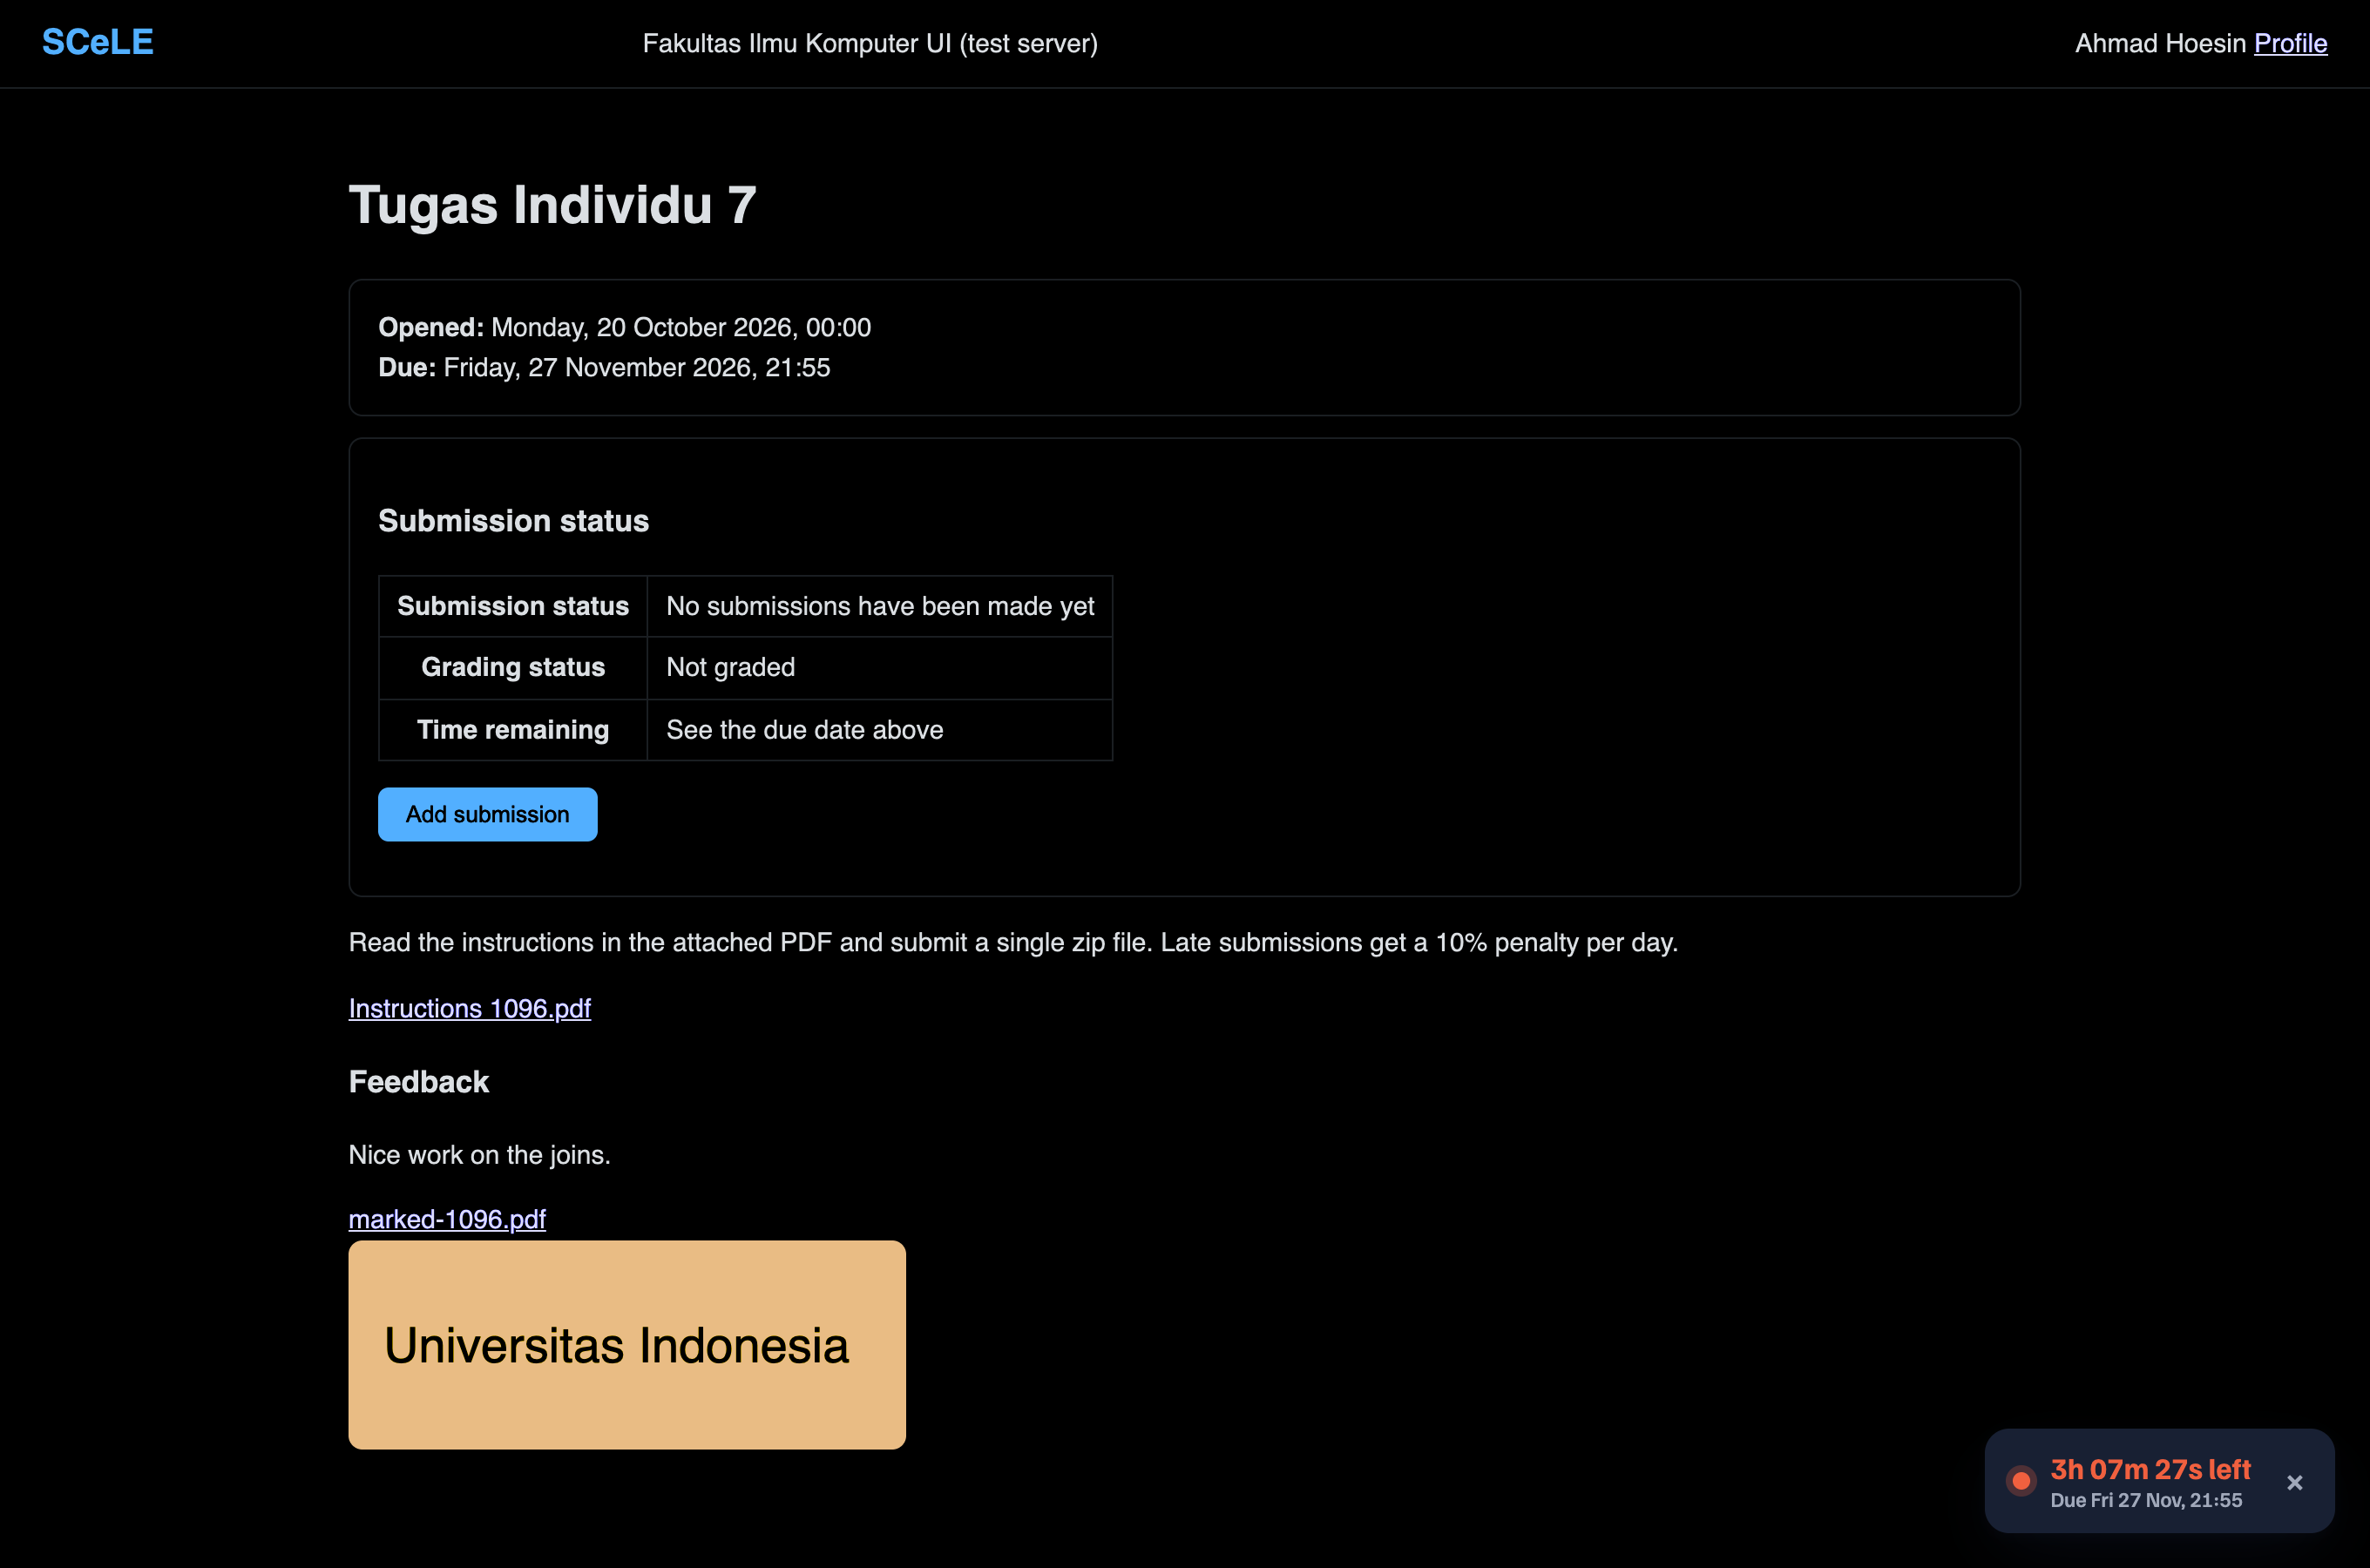 SCeLE
Fakultas Ilmu Komputer UI (test server)
Ahmad Hoesin Profile
Tugas Individu 7
Opened: Monday, 20 October 2026, 00:00
Due: Friday, 27 November 2026, 21:55
Submission status
Submission status No submissions have been made yet
Grading status Not graded
Time remaining See the due date above
Add submission
Read the instructions in the attached PDF and submit a single zip file. Late submissions get a 10% penalty per day.
Instructions 1096.pdf
Feedback
Nice work on the joins.
marked-1096.pdf
Universitas Indonesia
3h 07m 27s left
Due Fri 27 Nov, 21:55
×